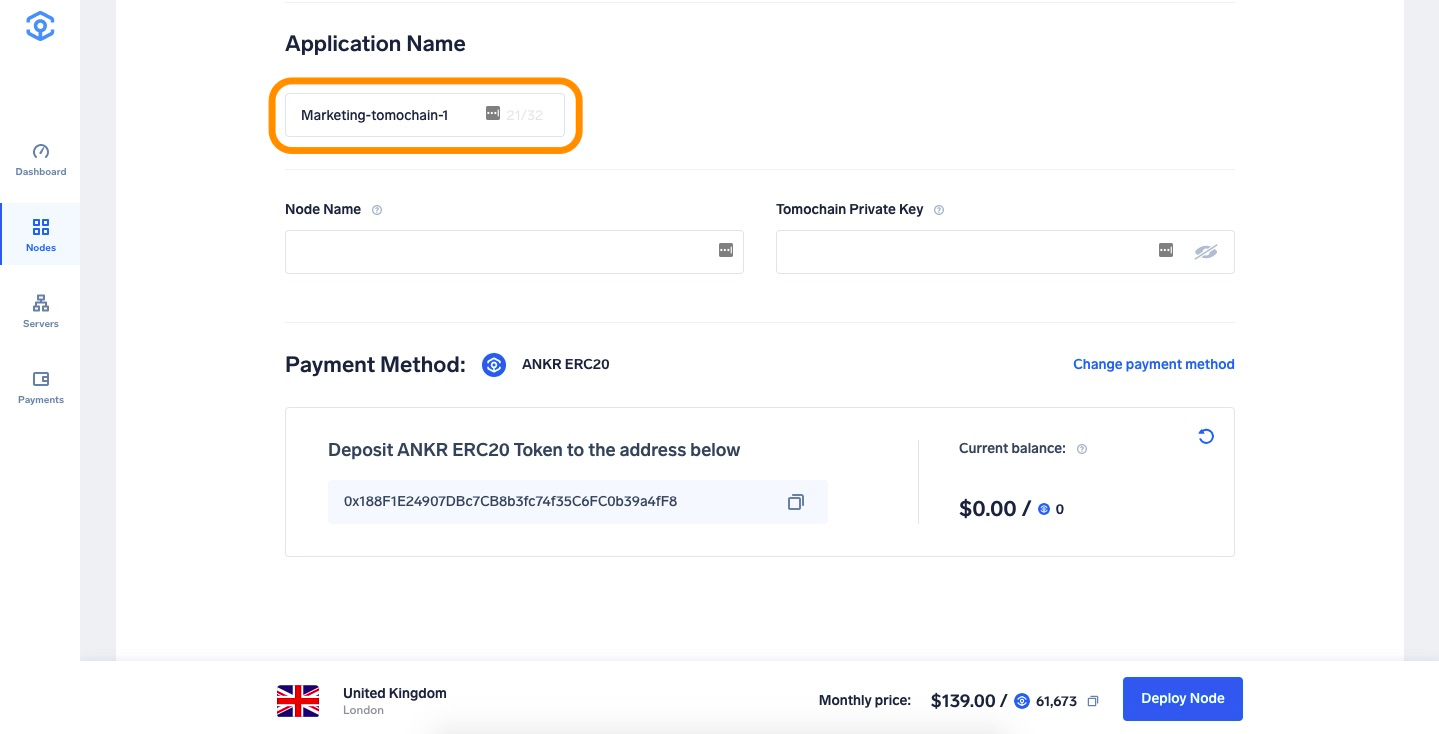 Application Name
Marketing-tomochain-1 21/32
Dashboard
Nodes
Servers
Payments
Node Name
Tomochain Private Key
Payment Method: ANKR ERC20 Change payment method
Deposit ANKR ERC20 Token to the address below
0x188F1E24907DBc7CB8b3fc74f35C6FC0b39a4fF8
Current balance:
$0.00 / 0
United Kingdom
London
Monthly price: $139.00 / 61,673
Deploy Node